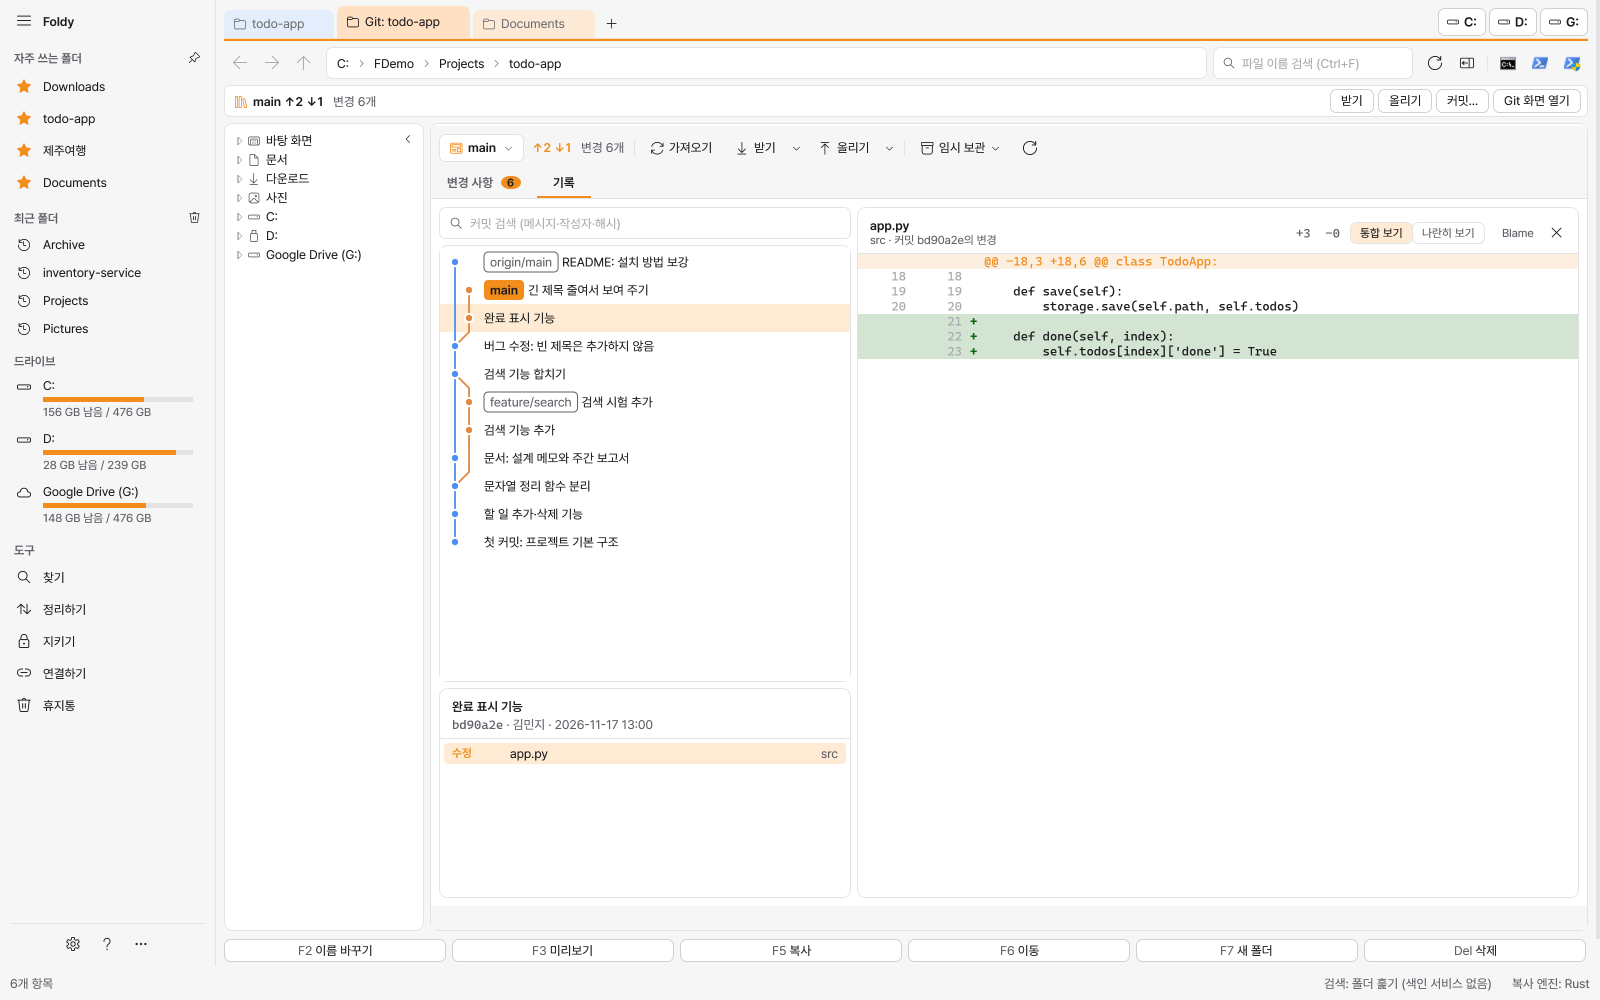 Foldy
자주 쓰는 폴더
Downloads
todo-app
제주여행
Documents
최근 폴더
Archive
inventory-service
Projects
Pictures
드라이브
C:
156 GB 남음 / 476 GB
D:
28 GB 남음 / 239 GB
Google Drive (G:)
148 GB 남음 / 476 GB
도구
찾기
정리하기
지키기
연결하기
휴지통
6개 항목
todo-app
Git: todo-app
Documents
C:
D:
G:
C: > FDemo > Projects > todo-app
파일 이름 검색 (Ctrl+F)
main ↑2 ↓1 변경 6개
받기
올리기
커밋...
Git 화면 열기
바탕 화면
문서
다운로드
사진
C:
D:
Google Drive (G:)
main
↑2 ↓1 변경 6개
가져오기
받기
올리기
임시 보관
변경 사항 6
기록
커밋 검색 (메시지·작성자·해시)
origin/main README: 설치 방법 보강
main 긴 제목 줄여서 보여 주기
완료 표시 기능
버그 수정: 빈 제목은 추가하지 않음
검색 기능 합치기
feature/search 검색 시험 추가
검색 기능 추가
문서: 설계 메모와 주간 보고서
문자열 정리 함수 분리
할 일 추가·삭제 기능
첫 커밋: 프로젝트 기본 구조
완료 표시 기능
bd90a2e · 김민지 · 2026-11-17 13:00
수정 app.py src
app.py
src · 커밋 bd90a2e의 변경
+3 −0
통합 보기
나란히 보기
Blame
@@ -18,3 +18,6 @@ class TodoApp:
18 18
19 19 def save(self):
20 20 storage.save(self.path, self.todos)
21 +
22 + def done(self, index):
23 + self.todos[index]['done'] = True
F2 이름 바꾸기
F3 미리보기
F5 복사
F6 이동
F7 새 폴더
Del 삭제
검색: 폴더 훑기 (색인 서비스 없음)
복사 엔진: Rust